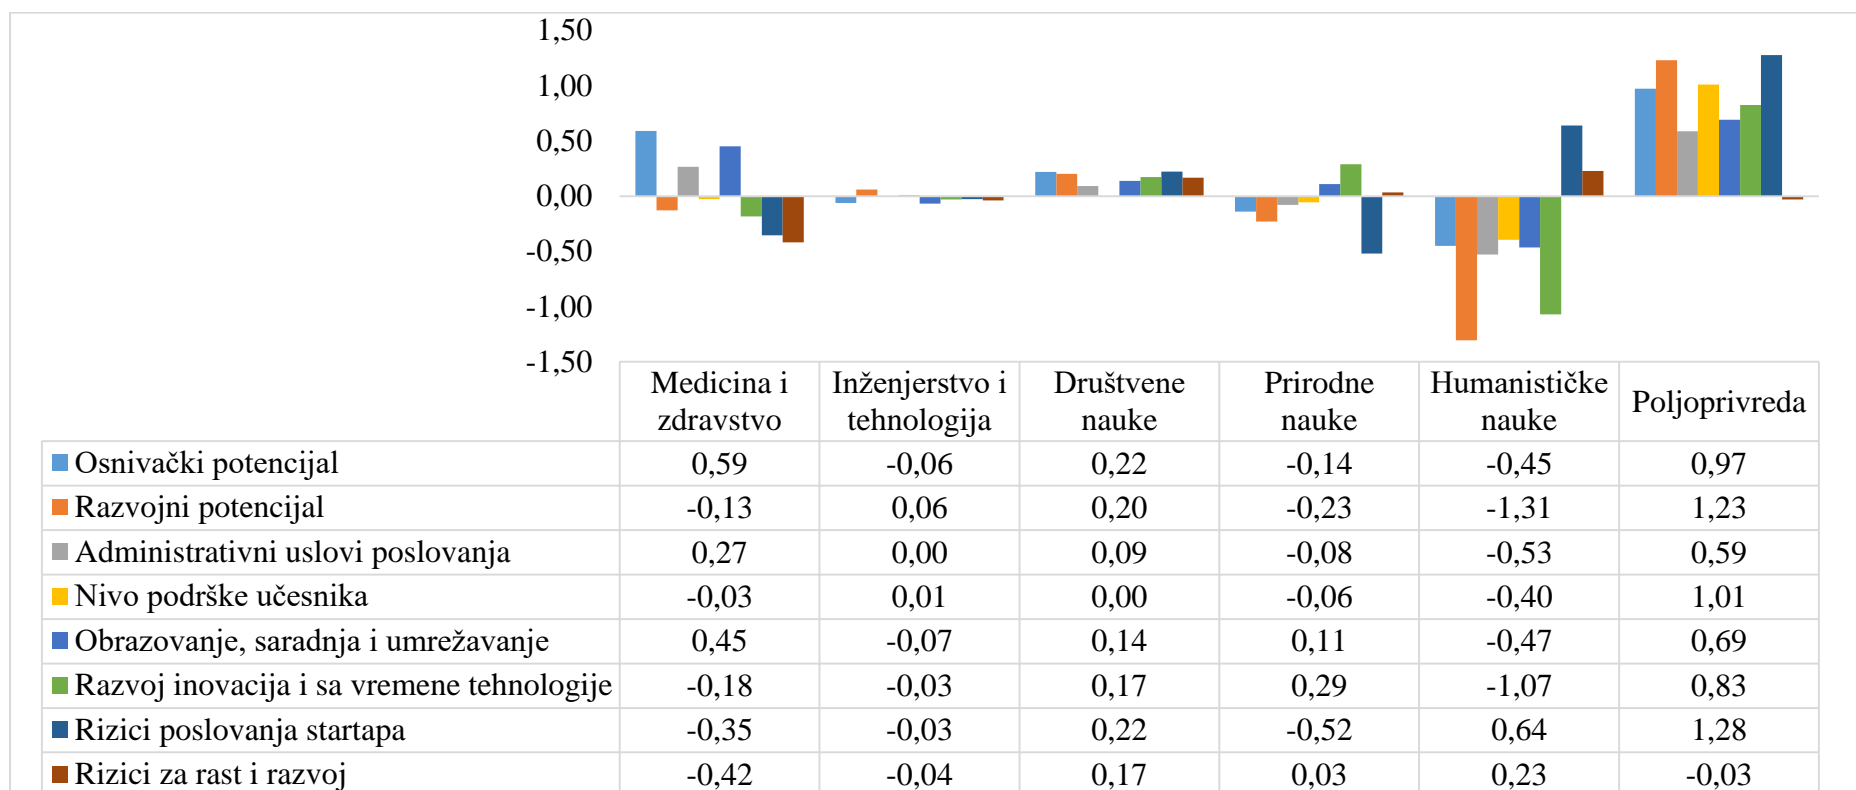 1,50
1,00
0,50
0,00
-0,50
-1,00
-1,50
Medicina i zdravstvo Inženjerstvo i tehnologija Društvene nauke Prirodne nauke Humanističke nauke Poljoprivreda
Osnivački potencijal 0,59 -0,06 0,22 -0,14 -0,45 0,97
Razvojni potencijal -0,13 0,06 0,20 -0,23 -1,31 1,23
Administrativni uslovi poslovanja 0,27 0,00 0,09 -0,08 -0,53 0,59
Nivo podrške učesnika -0,03 0,01 0,00 -0,06 -0,40 1,01
Obrazovanje, saradnja i umrežavanje 0,45 -0,07 0,14 0,11 -0,47 0,69
Razvoj inovacija i sa vremene tehnologije -0,18 -0,03 0,17 0,29 -1,07 0,83
Rizici poslovanja startapa -0,35 -0,03 0,22 -0,52 0,64 1,28
Rizici za rast i razvoj -0,42 -0,04 0,17 0,03 0,23 -0,03